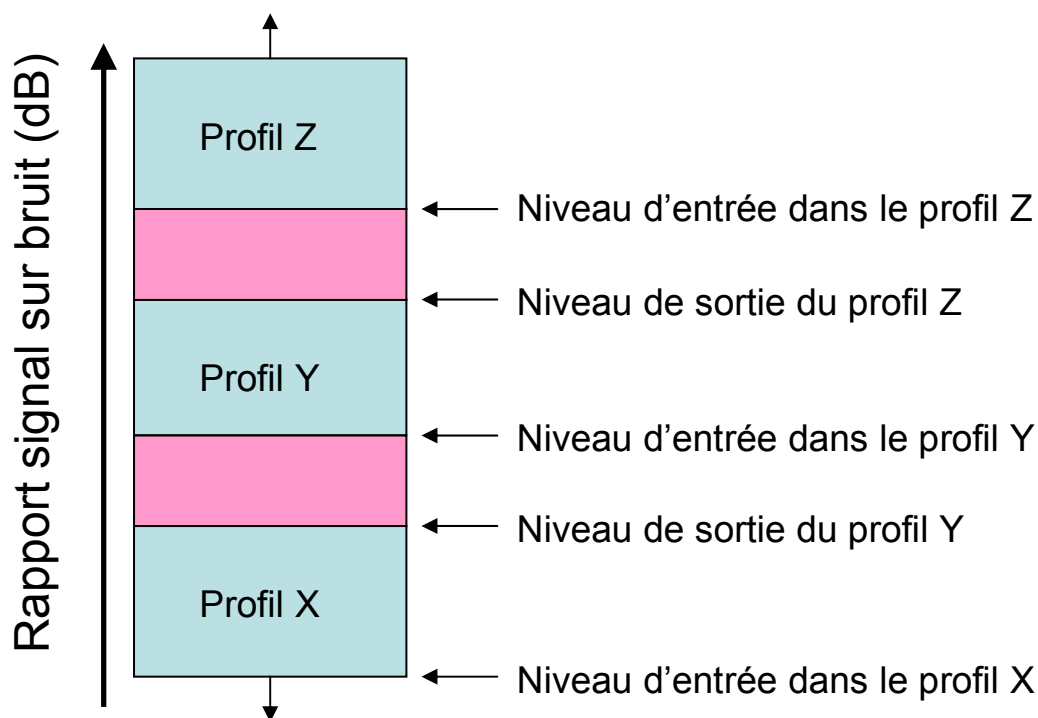 Rapport signal sur bruit (dB)
Profil Z
Niveau d’entrée dans le profil Z
Niveau de sortie du profil Z
Profil Y
Niveau d’entrée dans le profil Y
Niveau de sortie du profil Y
Profil X
Niveau d’entrée dans le profil X